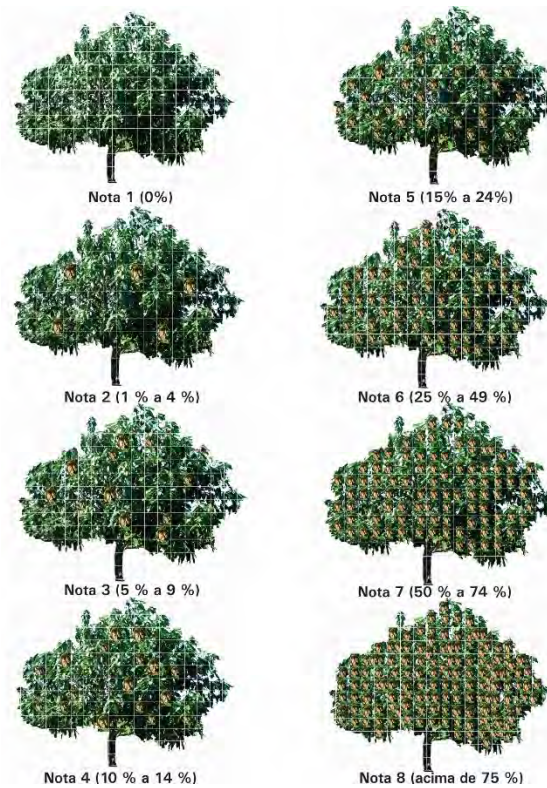 Nota 1 (0%)
Nota 5 (15% a 24%)
Nota 2 (1 % a 4 %)
Nota 6 (25 % a 49 %)
Nota 3 (5 % a 9 %)
Nota 7 (50 % a 74 %)
Nota 4 (10 % a 14 %)
Nota 8 (acima de 75 %)